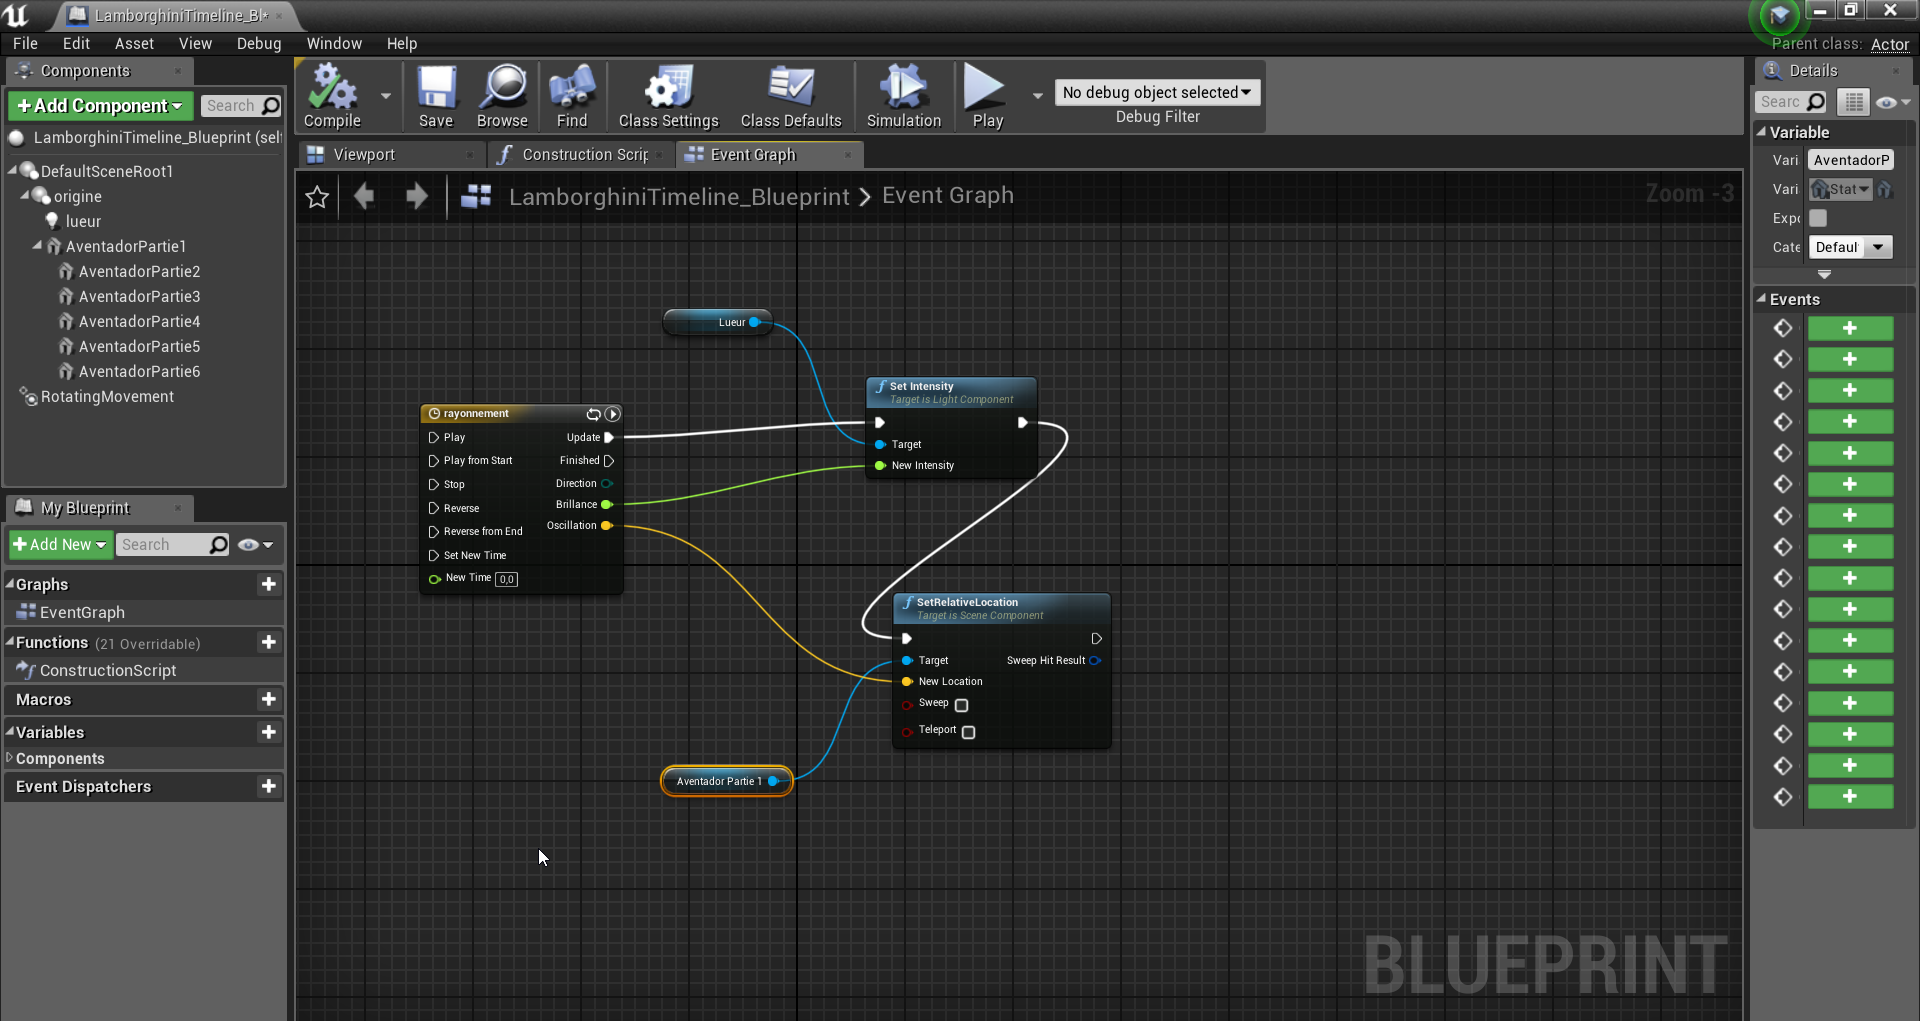 LamborghiniTimeline_Bl*
File Edit Asset View Debug Window Help
Parent class: Actor
Components
+Add Component
Search
LamborghiniTimeline_Blueprint (self
DefaultSceneRoot1
origine
lueur
AventadorPartie1
AventadorPartie2
AventadorPartie3
AventadorPartie4
AventadorPartie5
AventadorPartie6
RotatingMovement
My Blueprint
+Add New
Search
Graphs
EventGraph
Functions (21 Overridable)
ConstructionScript
Macros
Variables
Components
Event Dispatchers
Compile
Save
Browse
Find
Class Settings
Class Defaults
Simulation
Play
No debug object selected
Debug Filter
Viewport
Construction Scrip
Event Graph
LamborghiniTimeline_Blueprint > Event Graph
Zoom -3
Lueur
rayonnement
Play
Update
Play from Start
Finished
Stop
Direction
Reverse
Brillance
Reverse from End
Oscillation
Set New Time
New Time 0,0
Set Intensity
Target is Light Component
Target
New Intensity
SetRelativeLocation
Target is Scene Component
Target
Sweep Hit Result
New Location
Sweep
Teleport
Aventador Partie 1
BLUEPRINT
Details
Searc
Variable
Vari AventadorP
Vari Stat
Expo
Cate Defaul
Events